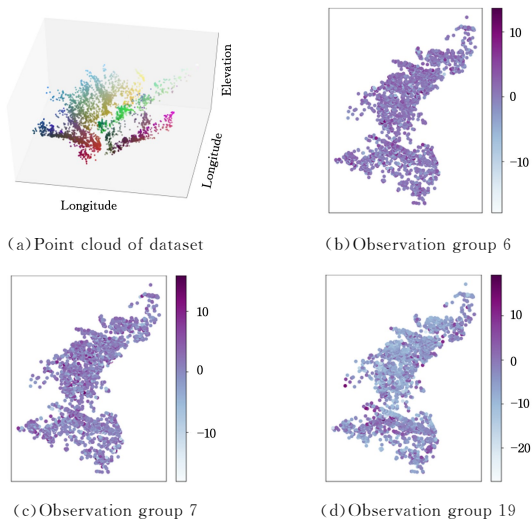 Elevation
Longitude
Longitude
(a)Point cloud of dataset
10
0
−10
(b)Observation group 6
10
0
−10
(c)Observation group 7
10
0
−10
−20
(d)Observation group 19